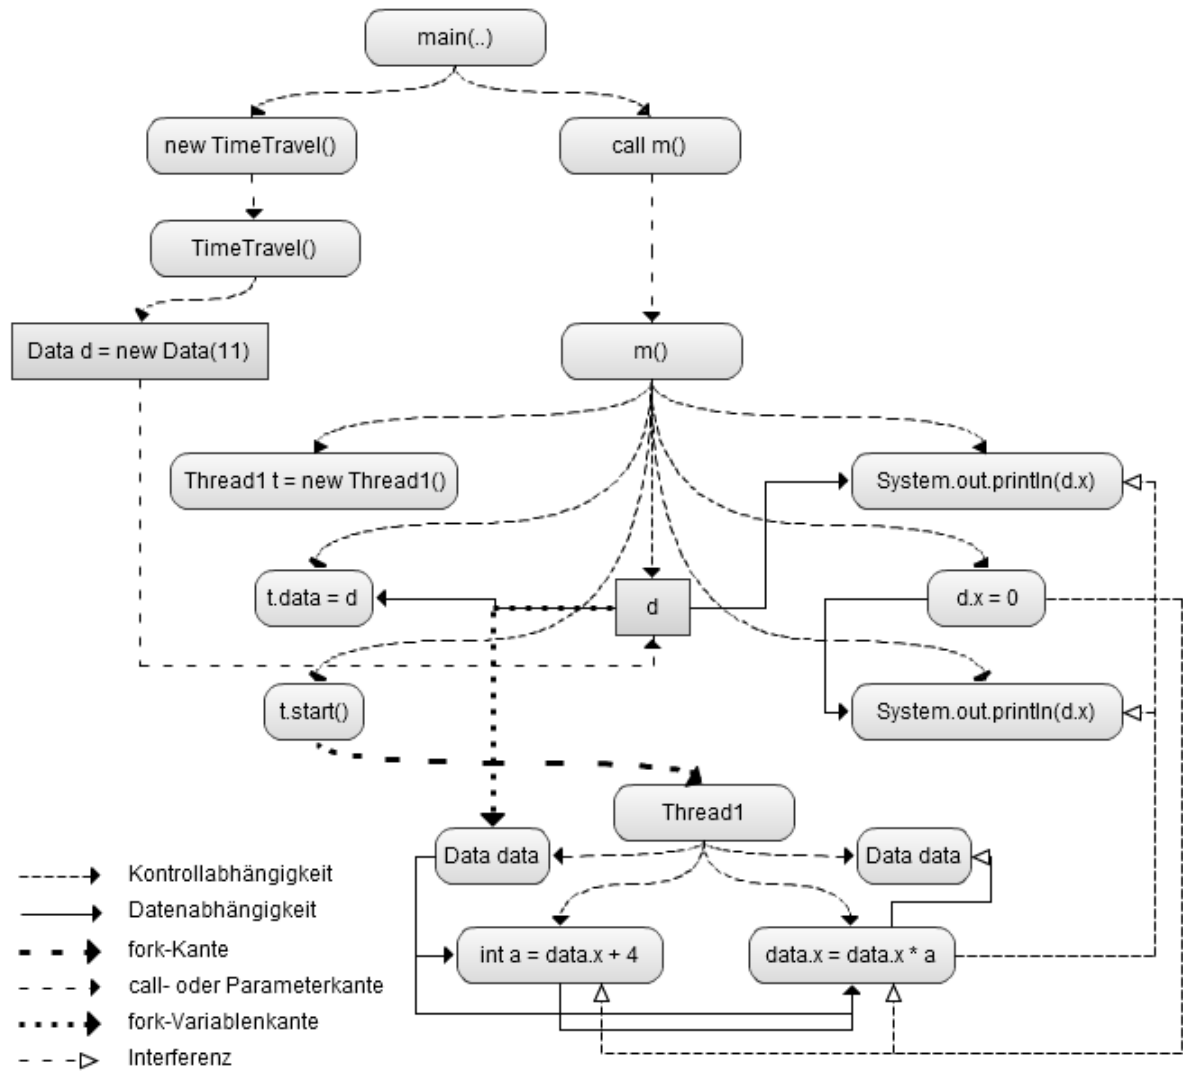 main(..)
new TimeTravel()
call m()
TimeTravel()
Data d = new Data(11)
m()
Thread1 t = new Thread1()
System.out.println(d.x)
t.data = d
d
d.x = 0
t.start()
System.out.println(d.x)
Thread1
Data data
Data data
int a = data.x + 4
data.x = data.x * a
Kontrollabhängigkeit
Datenabhängigkeit
fork-Kante
call- oder Parameterkante
fork-Variablenkante
Interferenz